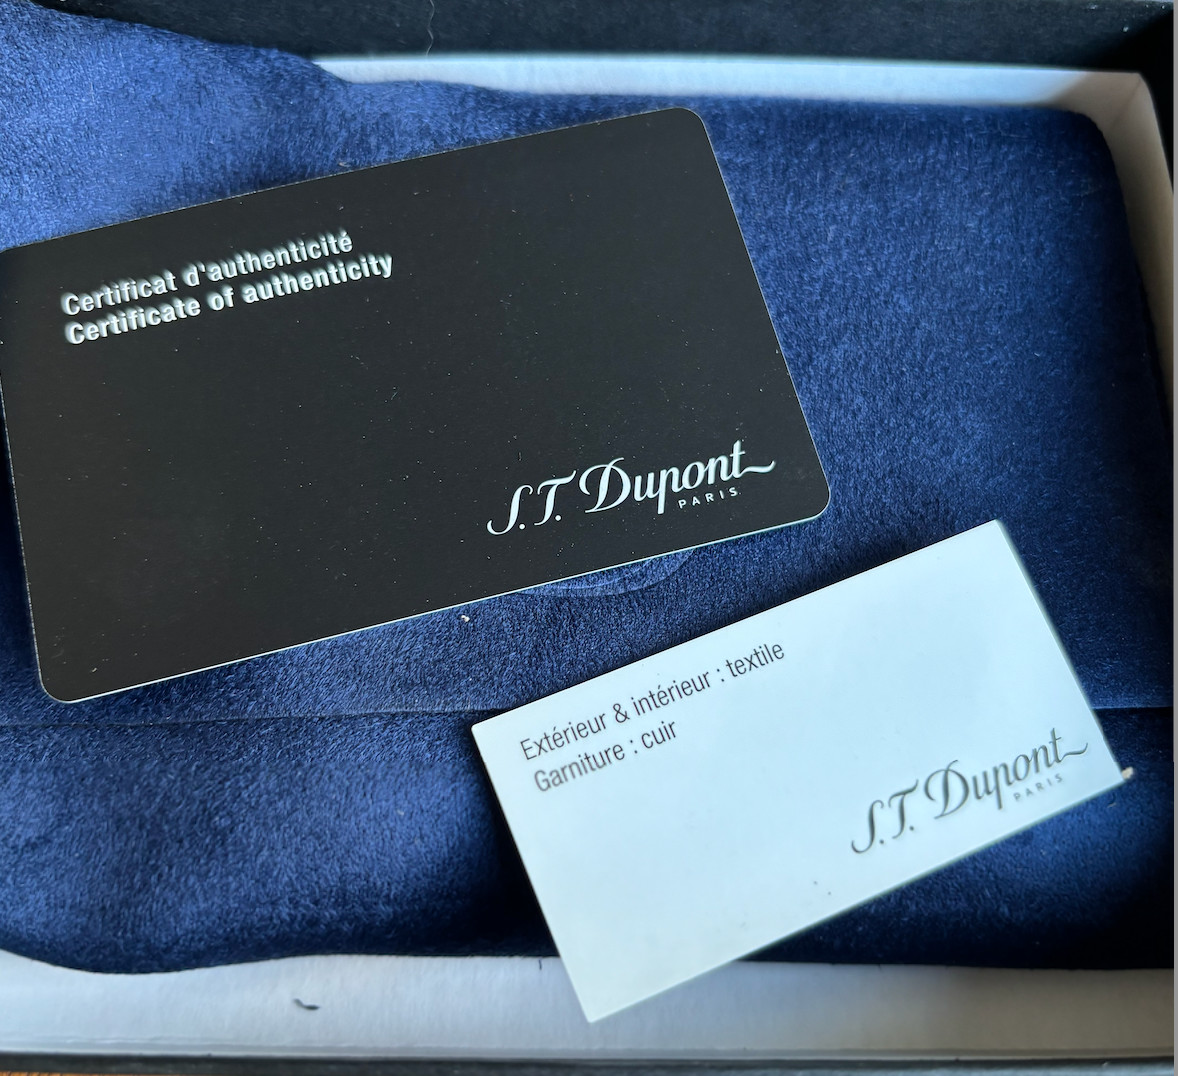 Certificat d'authenticité
Certificate of authenticity
S.T. Dupont
PARIS
Extérieur & intérieur : textile
Garniture : cuir
S.T. Dupont
PARIS